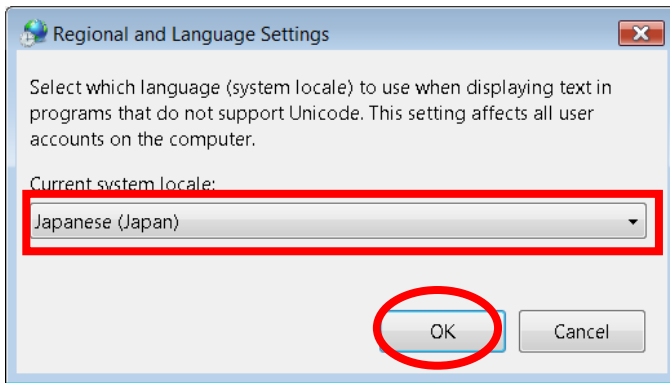 Regional and Language Settings
Select which language (system locale) to use when displaying text in
programs that do not support Unicode. This setting affects all user
accounts on the computer.
Current system locale:
Japanese (Japan)
OK
Cancel